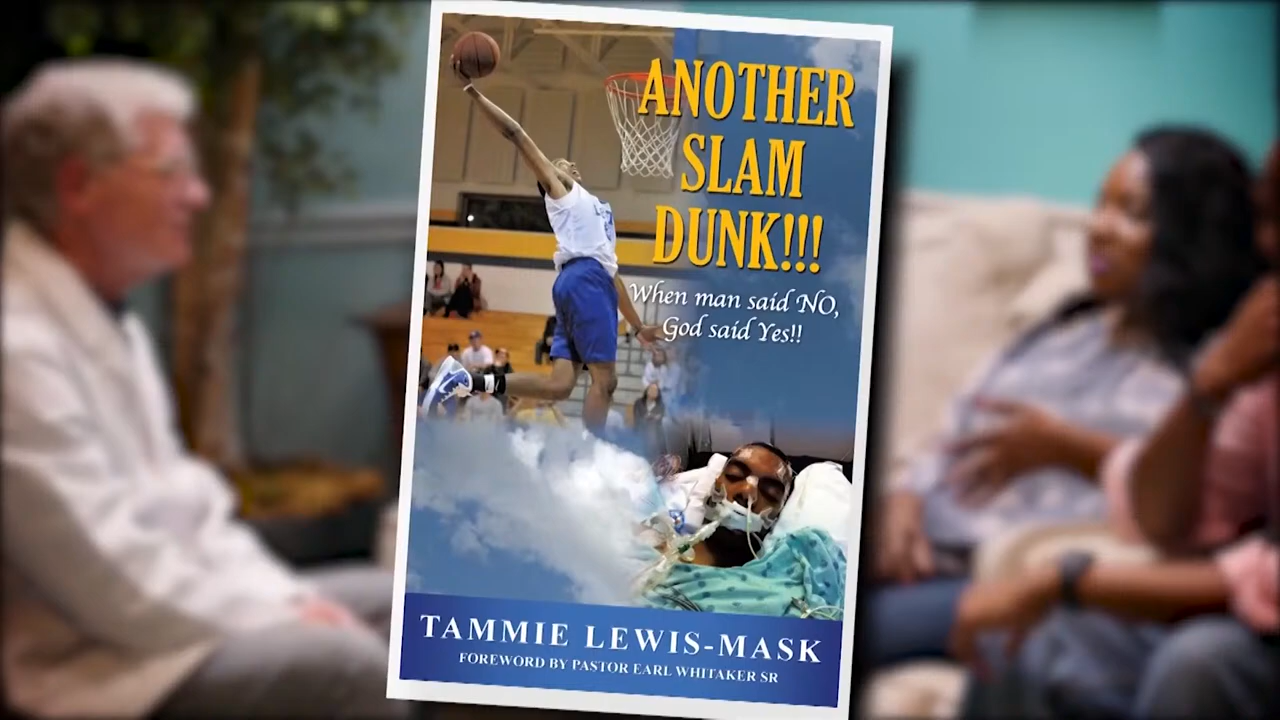 ANOTHER
SLAM
DUNK!!!
When man said NO,
God said Yes!!
TAMMIE LEWIS-MASK
FOREWORD BY PASTOR EARL WHITAKER SR